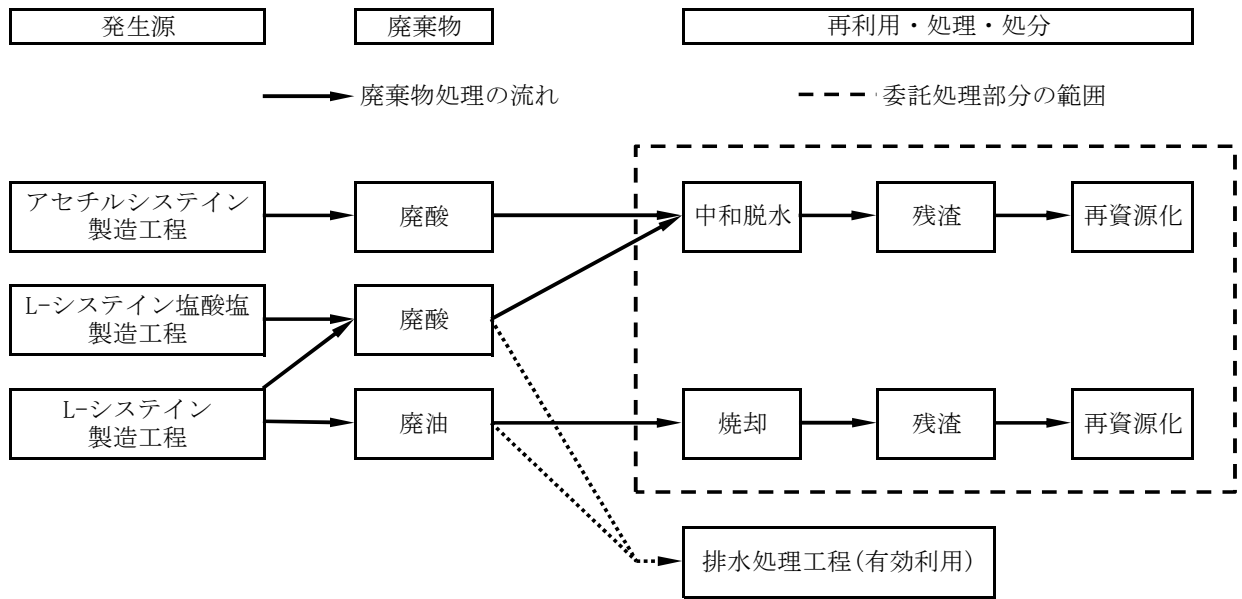 発生源
廃棄物
再利用・処理・処分
廃棄物処理の流れ
委託処理部分の範囲
アセチルシステイン
製造工程
廃酸
中和脱水
残渣
再資源化
L-システイン塩酸塩
製造工程
廃酸
L-システイン
製造工程
廃油
焼却
残渣
再資源化
排水処理工程(有効利用)